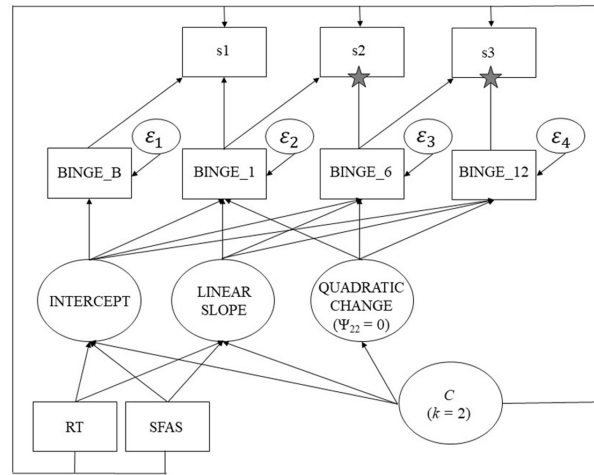 s1
s2
s3
ε1
ε2
ε3
ε4
BINGE_B
BINGE_1
BINGE_6
BINGE_12
INTERCEPT
LINEAR
SLOPE
QUADRATIC
CHANGE
(Ψ22 = 0)
C
(k = 2)
RT
SFAS